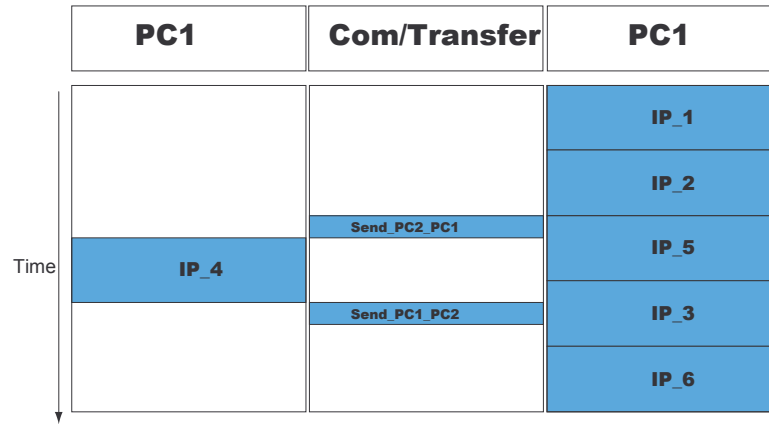 PC1
Com/Transfer
PC1
IP_1
IP_2
Send_PC2_PC1
IP_4
IP_5
Time
Send_PC1_PC2
IP_3
IP_6